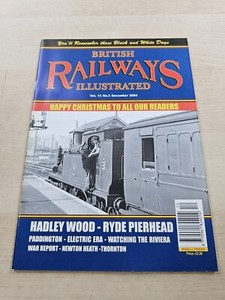 You'll Remember those Black and White Days
BRITISH
RAILWAYS
ILLUSTRATED
Vol. 14 No.3 December 2004
HAPPY CHRISTMAS TO ALL OUR READERS
HADLEY WOOD - RYDE PIERHEAD
PADDINGTON - ELECTRIC ERA - WATCHING THE RIVIERA
WAR REPORT - NEWTON HEATH - THORNTON